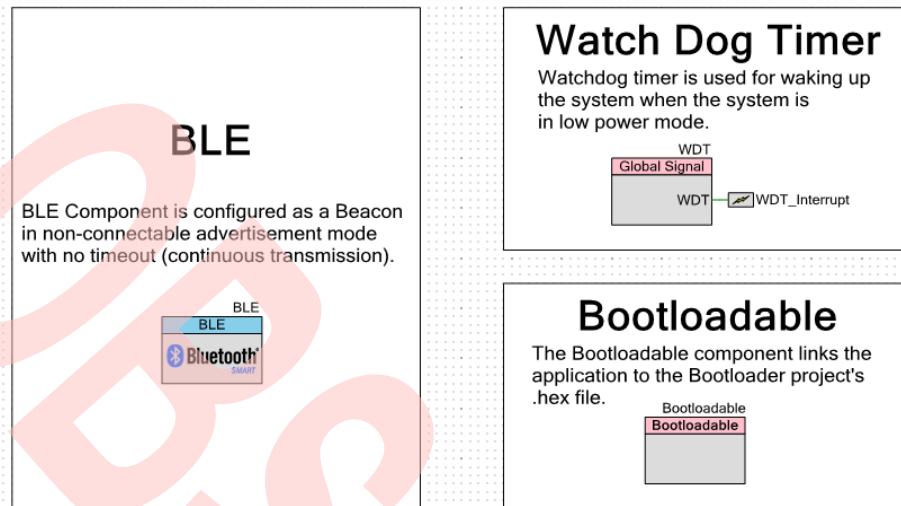 BLE
BLE Component is configured as a Beacon
in non-connectable advertisement mode
with no timeout (continuous transmission).
BLE
BLE
Bluetooth
SMART
Watch Dog Timer
Watchdog timer is used for waking up
the system when the system is
in low power mode.
WDT
Global Signal
WDT
WDT_Interrupt
Bootloadable
The Bootloadable component links the
application to the Bootloader project's
.hex file.
Bootloadable
Bootloadable